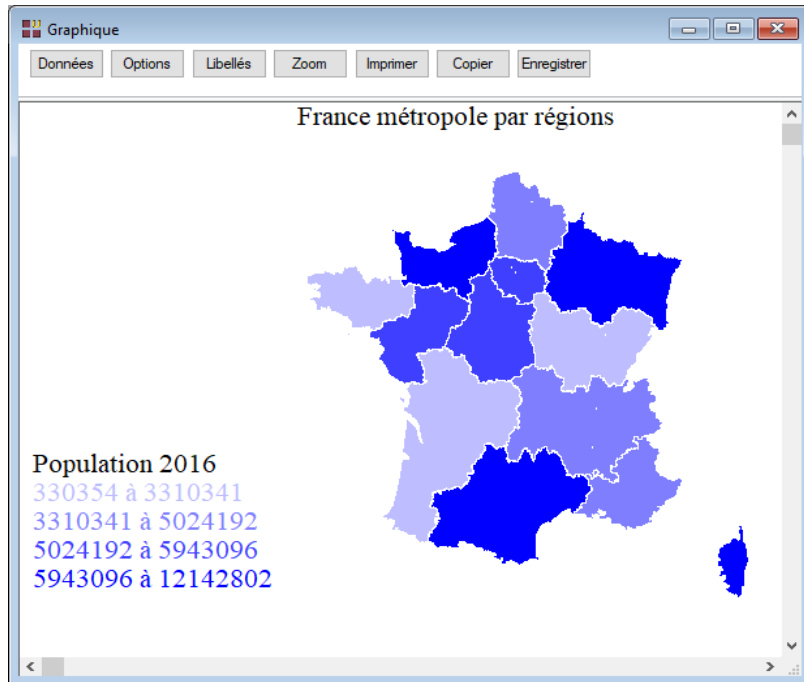 Graphique
Données Options Libellés Zoom Imprimer Copier Enregistrer
France métropole par régions
Population 2016
330354 à 3310341
3310341 à 5024192
5024192 à 5943096
5943096 à 12142802